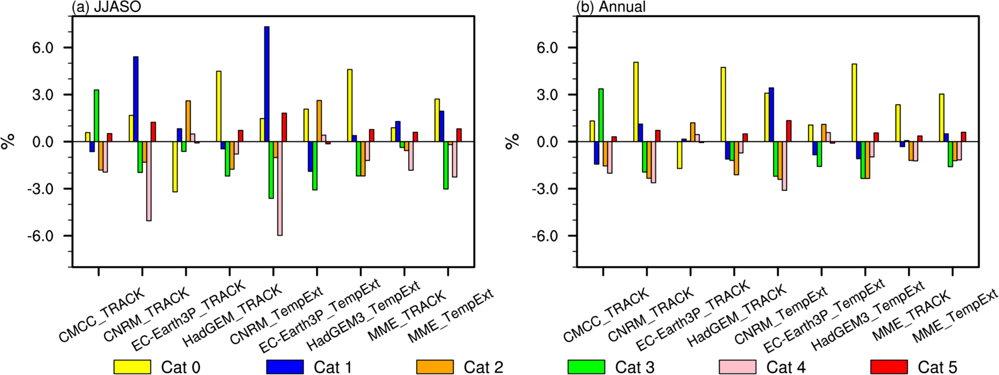 (a) JJASO
(b) Annual
6.0
3.0
0.0
-3.0
-6.0
%
6.0
3.0
0.0
-3.0
-6.0
%
CMCC_TRACK
CNRM_TRACK
EC-Earth3P_TRACK
HadGEM_TRACK
CNRM_TempExt
EC-Earth3P_TempExt
HadGEM3_TempExt
MME_TRACK
MME_TempExt
CMCC_TRACK
CNRM_TRACK
EC-Earth3P_TRACK
HadGEM_TRACK
CNRM_TempExt
EC-Earth3P_TempExt
HadGEM3_TempExt
MME_TRACK
MME_TempExt
Cat 0 Cat 1 Cat 2 Cat 3 Cat 4 Cat 5